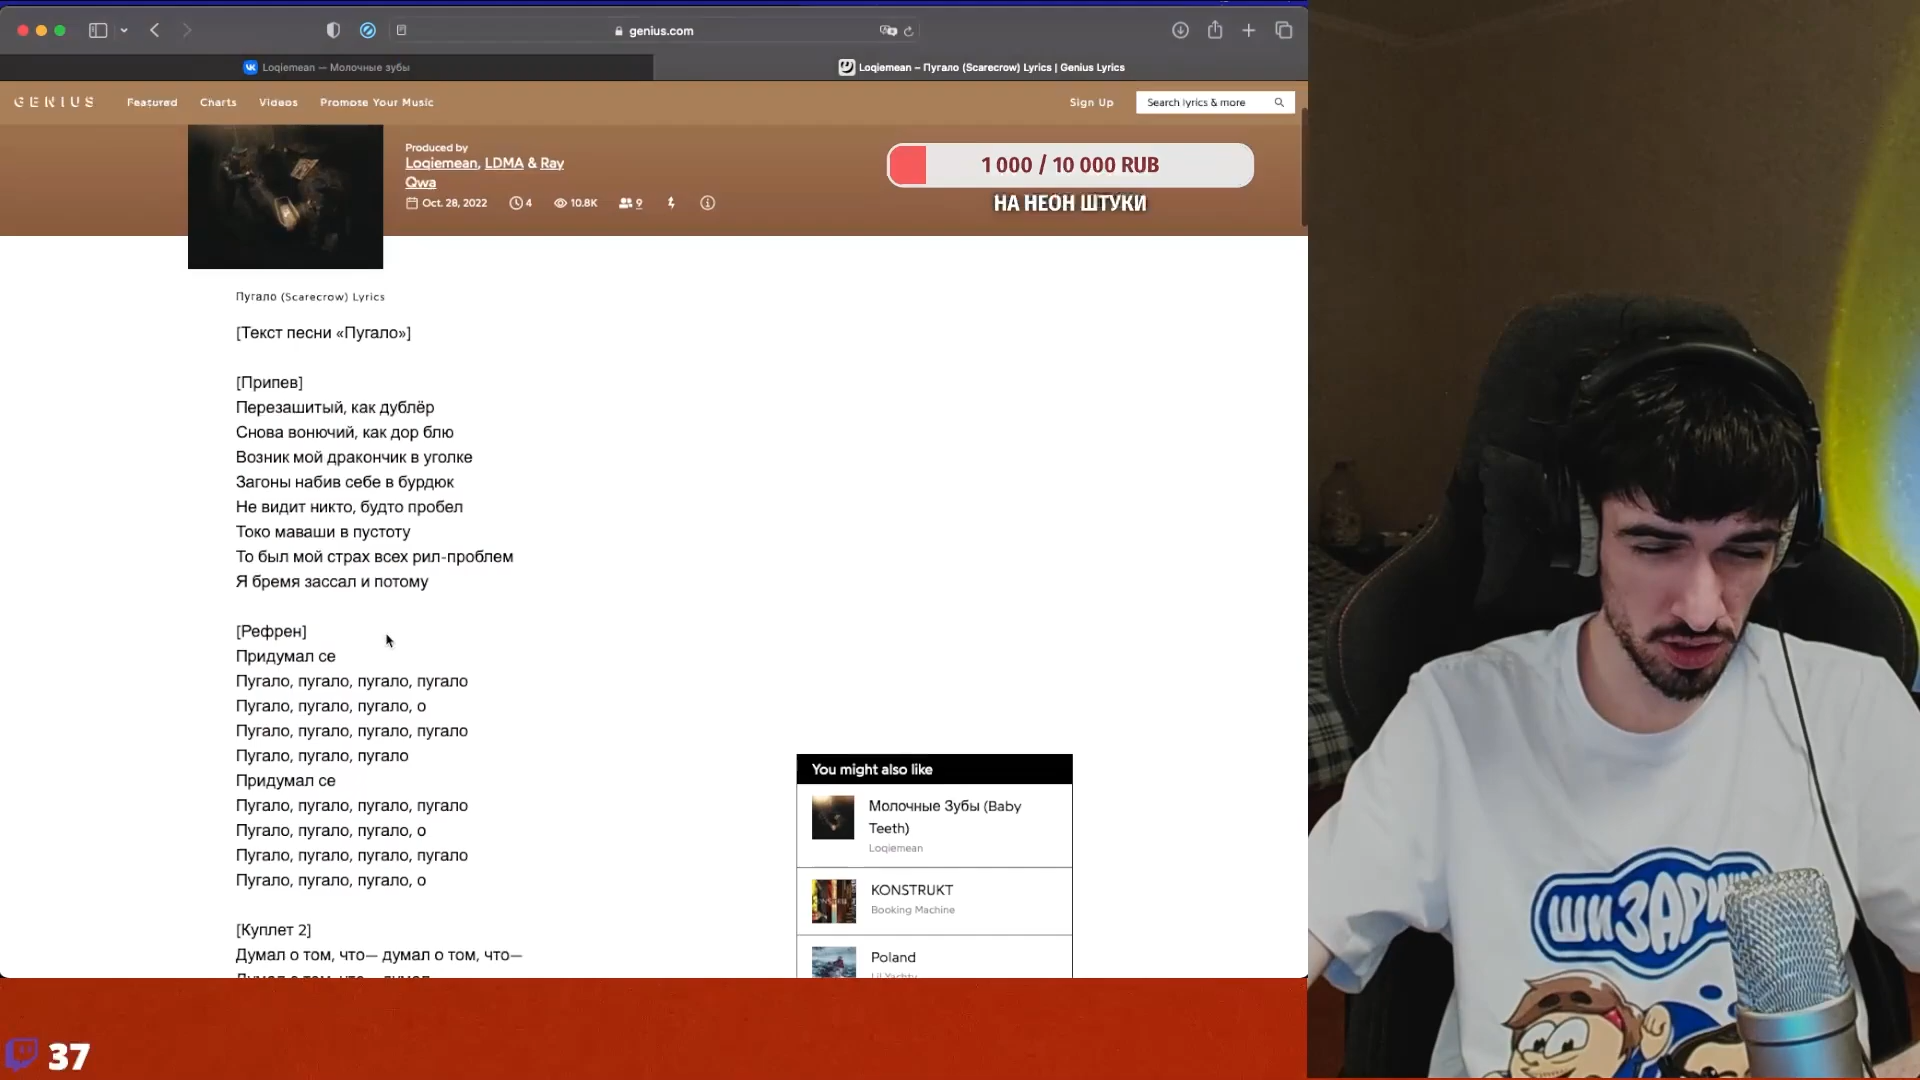 genius.com
Loqiemean — Молочные зубы
Loqiemean – Пугало (Scarecrow) Lyrics | Genius Lyrics
GENIUS
Featured
Charts
Videos
Promote Your Music
Sign Up
Search lyrics & more
Produced by
Loqiemean, LDMA & Ray
Qwa
Oct. 28, 2022
4
10.8K
9
1 000 / 10 000 RUB
НА НЕОН ШТУКИ
Пугало (Scarecrow) Lyrics
[Текст песни «Пугало»]
[Припев]
Перезашитый, как дублёр
Снова вонючий, как дор блю
Возник мой дракончик в уголке
Загоны набив себе в бурдюк
Не видит никто, будто пробел
Токо маваши в пустоту
То был мой страх всех рил-проблем
Я бремя зассал и потому
[Рефрен]
Придумал се
Пугало, пугало, пугало, пугало
Пугало, пугало, пугало, о
Пугало, пугало, пугало, пугало
Пугало, пугало, пугало
Придумал се
Пугало, пугало, пугало, пугало
Пугало, пугало, пугало, о
Пугало, пугало, пугало, пугало
Пугало, пугало, пугало, о
[Куплет 2]
Думал о том, что— думал о том, что—
Думал о том, что— думал
You might also like
Молочные Зубы (Baby
Teeth)
Loqiemean
KONSTRUKT
Booking Machine
Poland
Lil Yachty
37